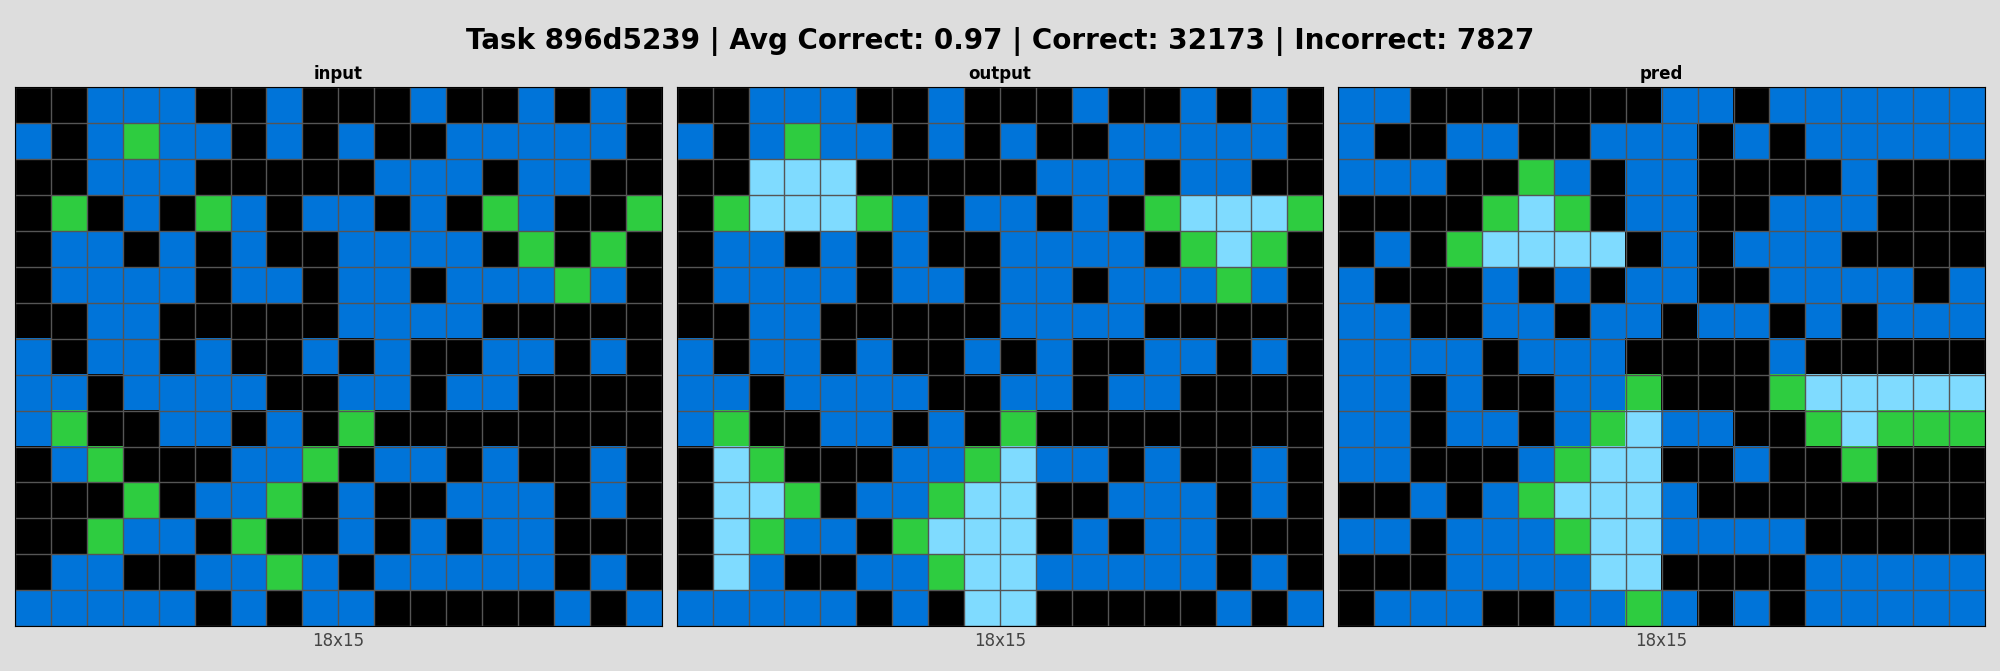 Task 896d5239 | Avg Correct: 0.97 | Correct: 32173 | Incorrect: 7827
input
output
pred
18x15
18x15
18x15